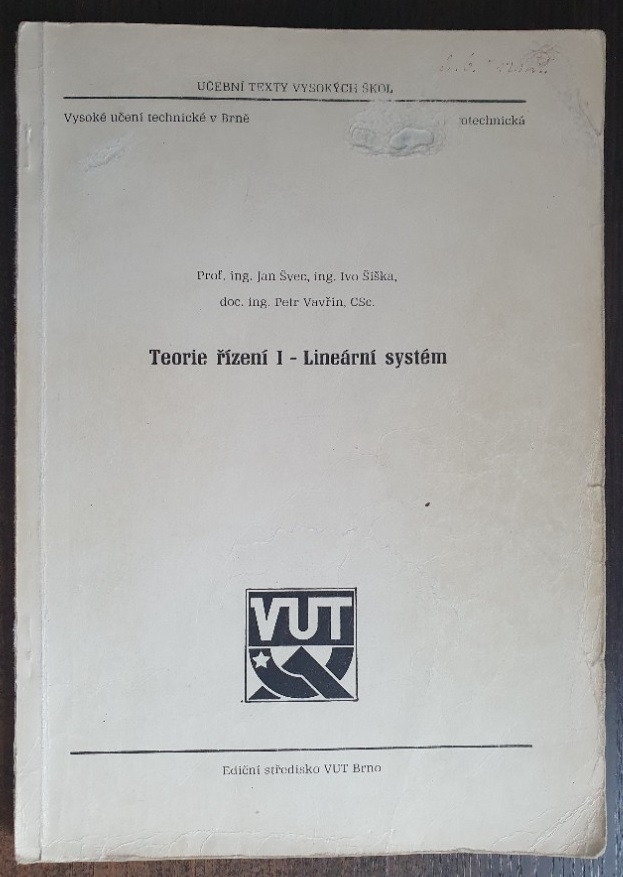 UČEBNÍ TEXTY VYSOKÝCH ŠKOL
Vysoké učení technické v Brně
Prof. ing. Jan Švec, ing. Ivo Šiška,
doc. ing. Petr Vavřín, CSc.
Teorie řízení I - Lineární systém
VUT
Ediční středisko VUT Brno